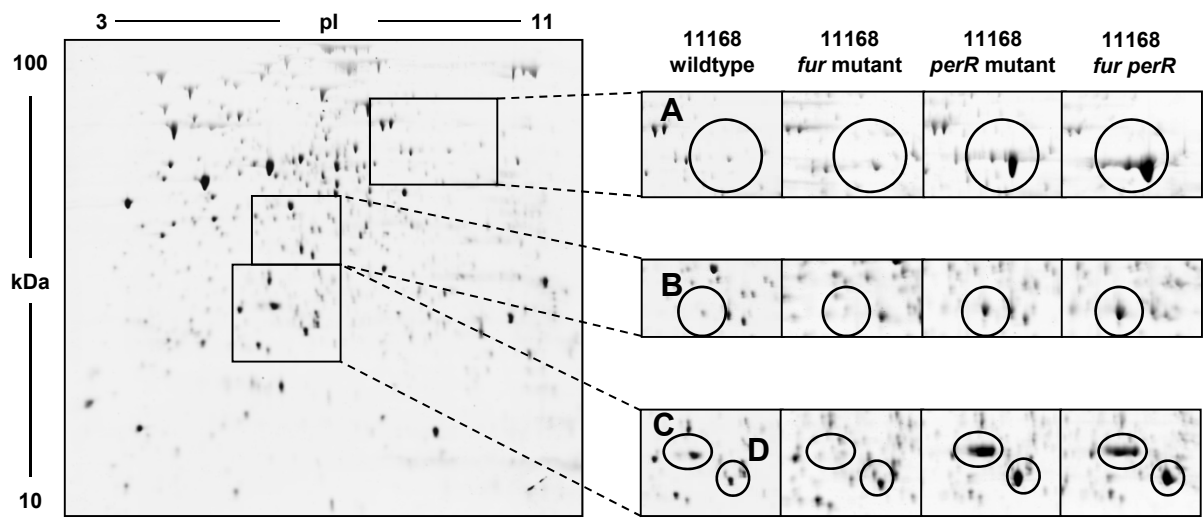 3 pI 11
100
kDa
10
11168 wildtype
11168 fur mutant
11168 perR mutant
11168 fur perR
A
B
C
D